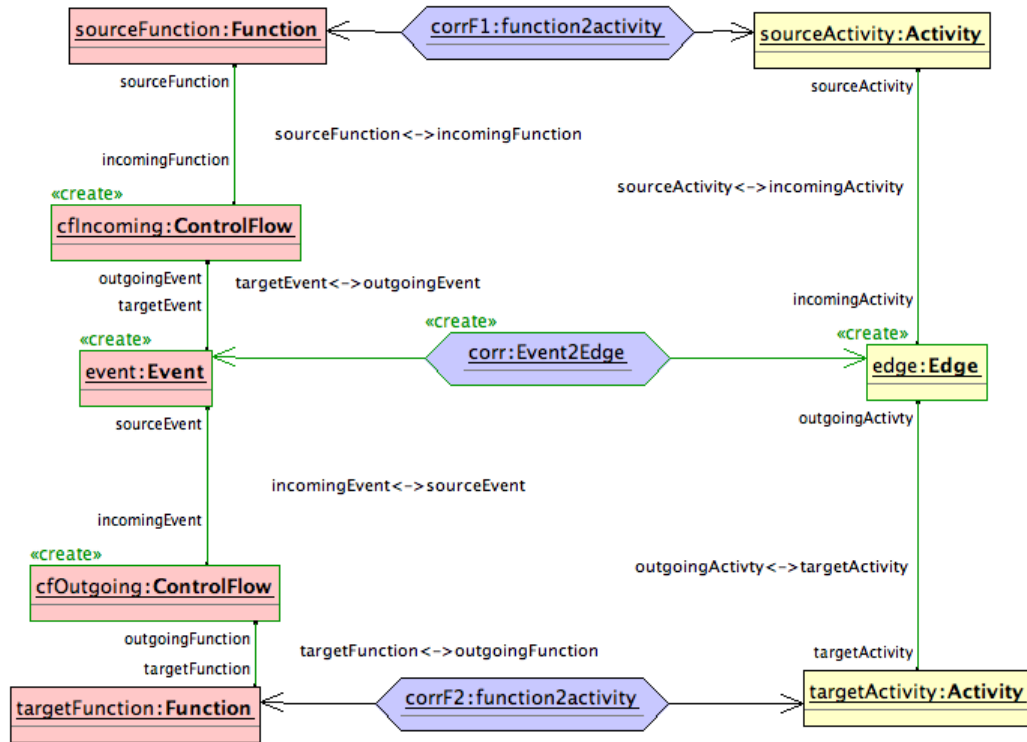 sourceFunction:Function
corrF1:function2activity
sourceActivity:Activity
sourceFunction
sourceActivity
sourceFunction<->incomingFunction
incomingFunction
sourceActivity<->incomingActivity
«create»
cfIncoming:ControlFlow
outgoingEvent
targetEvent<->outgoingEvent
targetEvent
incomingActivity
«create»
«create»
«create»
event:Event
corr:Event2Edge
edge:Edge
sourceEvent
outgoingActivty
incomingEvent<->sourceEvent
incomingEvent
«create»
outgoingActivty<->targetActivity
cfOutgoing:ControlFlow
outgoingFunction
targetFunction<->outgoingFunction
targetFunction
targetActivity
targetFunction:Function
corrF2:function2activity
targetActivity:Activity